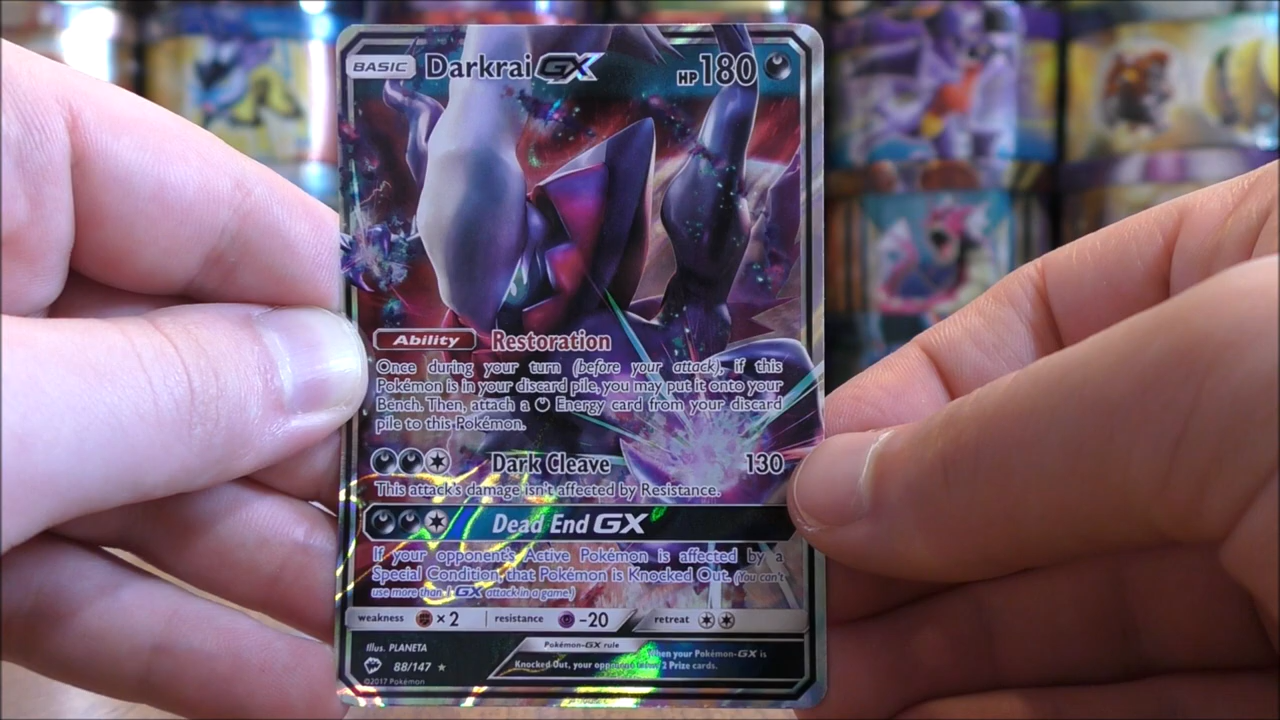 BASIC Darkrai GX HP 180
Ability Restoration
Once during your turn (before your attack), if this
Pokémon is in your discard pile, you may put it onto your
Bench. Then, attach a Energy card from your discard
pile to this Pokémon.
Dark Cleave 130
This attack's damage isn't affected by Resistance.
Dead End GX
If your opponent's Active Pokémon is affected by a
Special Condition, that Pokémon is Knocked Out. (You can't
use more than 1 GX attack in a game.)
weakness × 2 resistance -20 retreat
Illus. PLANETA
Pokémon-GX rule
When your Pokémon-GX is
Knocked Out, your opponent takes 2 Prize cards.
88/147
©2017 Pokémon